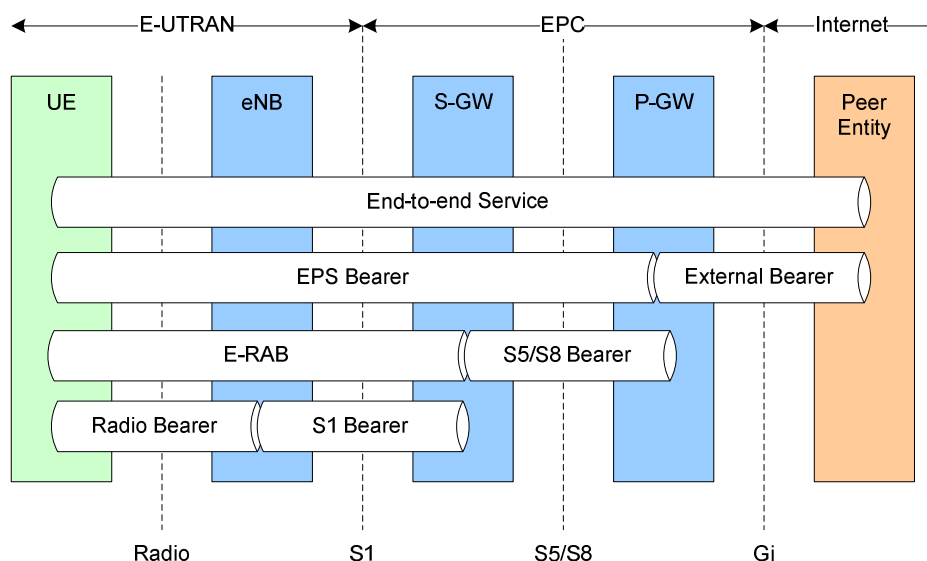 E-UTRAN EPC Internet
UE eNB S-GW P-GW Peer
Entity
End-to-end Service
EPS Bearer External Bearer
E-RAB S5/S8 Bearer
Radio Bearer S1 Bearer
Radio S1 S5/S8 Gi